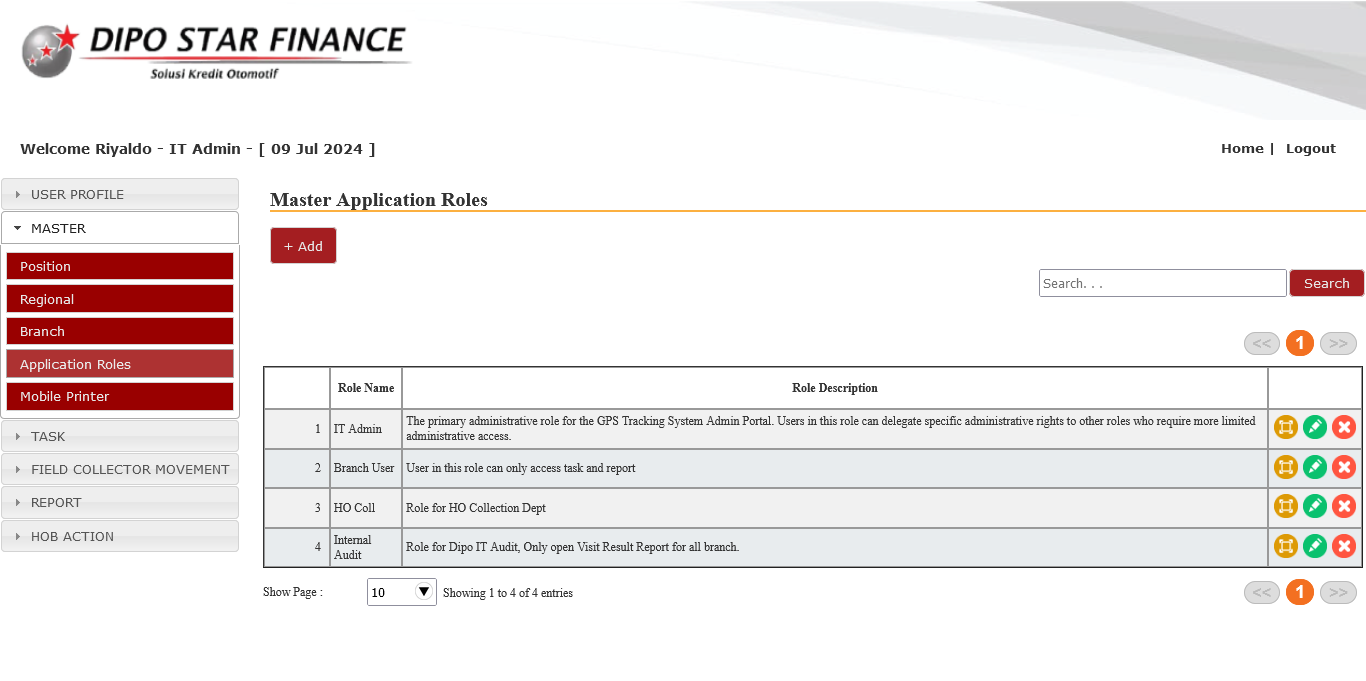 DIPO STAR FINANCE
Solusi Kredit Otomotif
Welcome Riyaldo - IT Admin - [ 09 Jul 2024 ]
Home | Logout
USER PROFILE
MASTER
Position
Regional
Branch
Application Roles
Mobile Printer
TASK
FIELD COLLECTOR MOVEMENT
REPORT
HOB ACTION
Master Application Roles
+ Add
Search. . .
Search
<< 1 >>
Role Name Role Description
1 IT Admin The primary administrative role for the GPS Tracking System Admin Portal. Users in this role can delegate specific administrative rights to other roles who require more limited
administrative access.
2 Branch User User in this role can only access task and report
3 HO Coll Role for HO Collection Dept
4 Internal Audit Role for Dipo IT Audit, Only open Visit Result Report for all branch.
Show Page : 10 Showing 1 to 4 of 4 entries
<< 1 >>